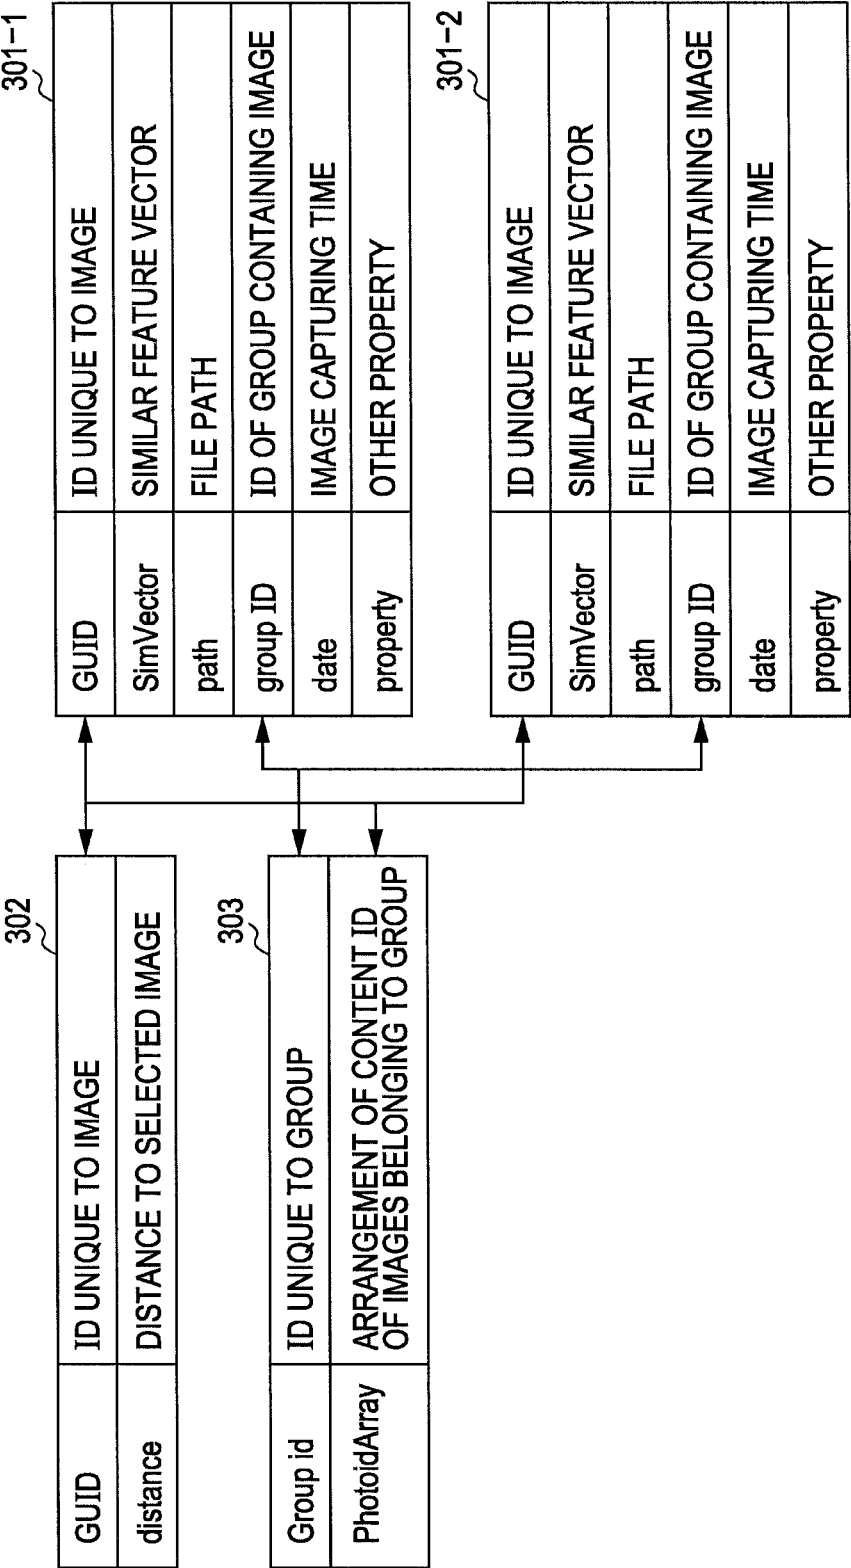 302
GUID ID UNIQUE TO IMAGE
distance DISTANCE TO SELECTED IMAGE
303
Group id ID UNIQUE TO GROUP
PhotoidArray ARRANGEMENT OF CONTENT ID
OF IMAGES BELONGING TO GROUP
301-1
GUID ID UNIQUE TO IMAGE
SimVector SIMILAR FEATURE VECTOR
path FILE PATH
group ID ID OF GROUP CONTAINING IMAGE
date IMAGE CAPTURING TIME
property OTHER PROPERTY
301-2
GUID ID UNIQUE TO IMAGE
SimVector SIMILAR FEATURE VECTOR
path FILE PATH
group ID ID OF GROUP CONTAINING IMAGE
date IMAGE CAPTURING TIME
property OTHER PROPERTY